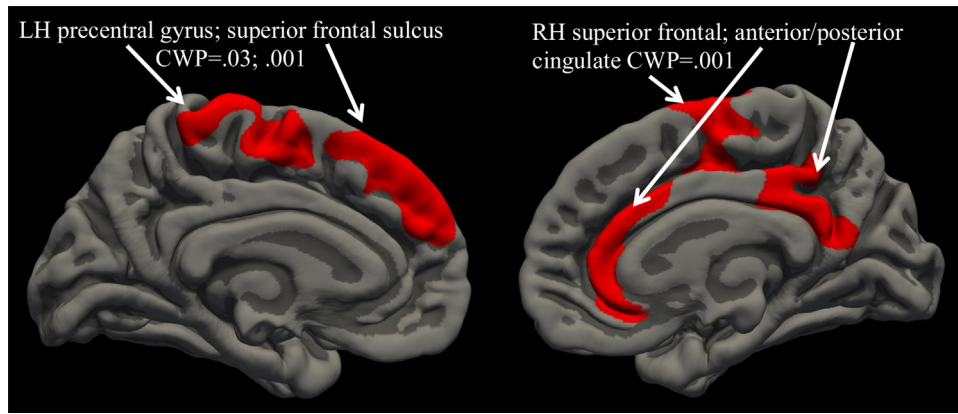 LH precentral gyrus; superior frontal sulcus
CWP=.03; .001
RH superior frontal; anterior/posterior
cingulate CWP=.001